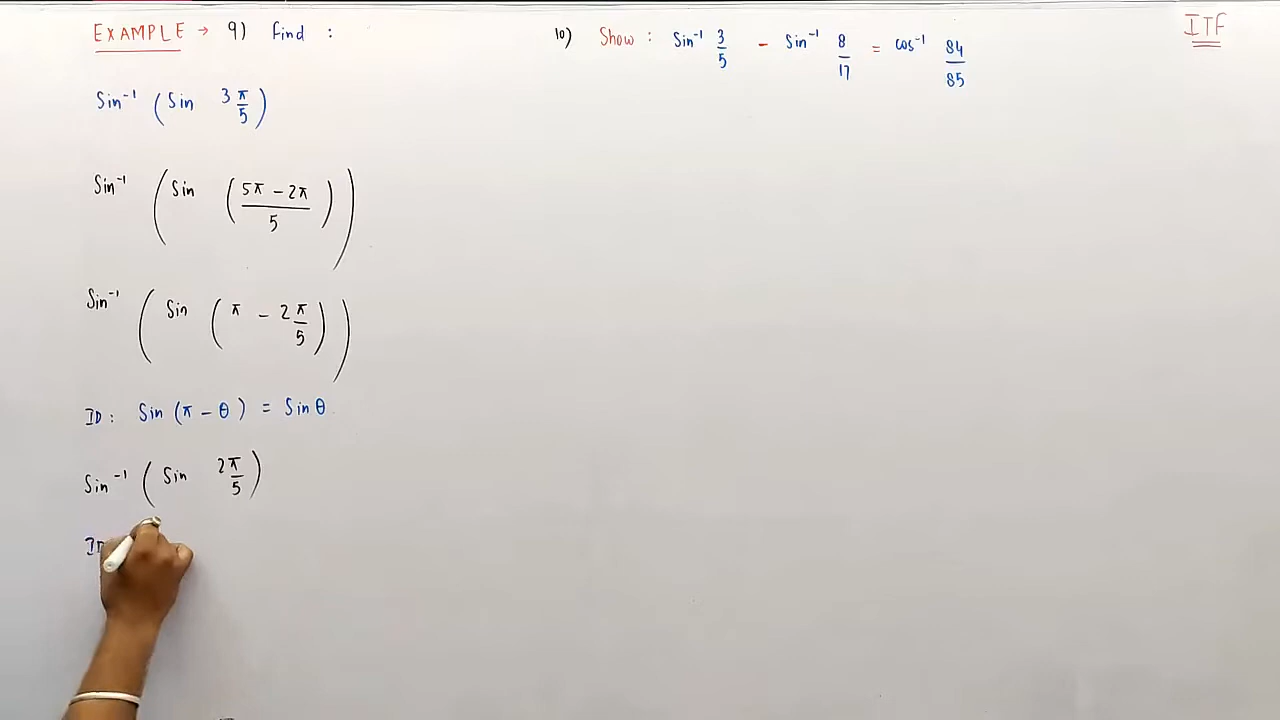 EXAMPLE → 9) find :
Sin⁻¹ (Sin 3π/5)
Sin⁻¹ (Sin ((5π − 2π)/5))
Sin⁻¹ (Sin (π − 2π/5))
ID: Sin (π − θ) = Sin θ
Sin⁻¹ (Sin 2π/5)
10) Show : Sin⁻¹ 3/5 − Sin⁻¹ 8/17 = cos⁻¹ 84/85
ITF